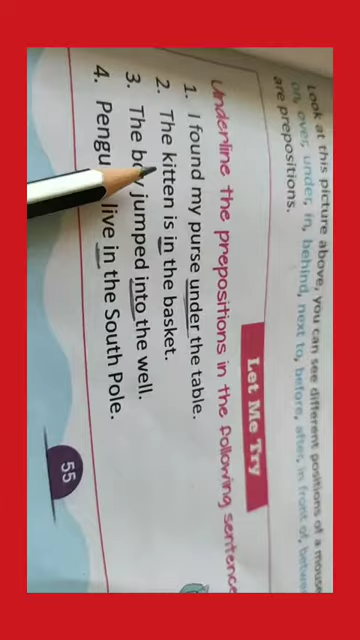 Look at this picture above, you can see different positions of a mouse
on, over, under, in, behind, next to, before, after, in front of,
are prepositions.
Let Me Try
Underline the prepositions in the following
1. I found my purse under the table.
2. The kitten is in the basket.
3. The boy jumped into the well.
4. Pengu live in the South Pole.
55